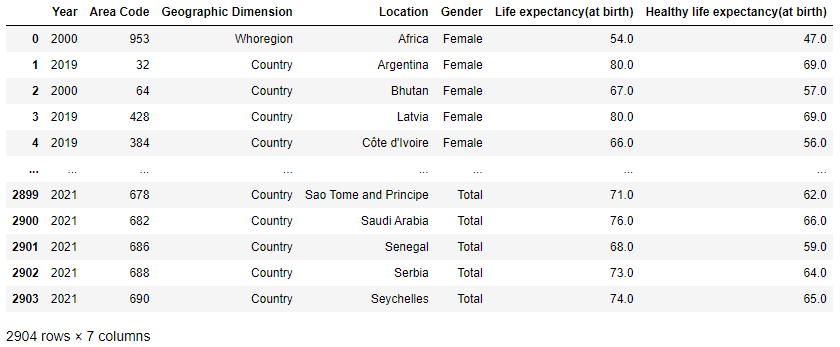 Year Area Code Geographic Dimension Location Gender Life expectancy(at birth) Healthy life expectancy(at birth)
0 2000 953 Whoregion Africa Female 54.0 47.0
1 2019 32 Country Argentina Female 80.0 69.0
2 2000 64 Country Bhutan Female 67.0 57.0
3 2019 428 Country Latvia Female 80.0 69.0
4 2019 384 Country Côte d'Ivoire Female 66.0 56.0
... ... ... ... ... ... ... ...
2899 2021 678 Country Sao Tome and Principe Total 71.0 62.0
2900 2021 682 Country Saudi Arabia Total 76.0 66.0
2901 2021 686 Country Senegal Total 68.0 59.0
2902 2021 688 Country Serbia Total 73.0 64.0
2903 2021 690 Country Seychelles Total 74.0 65.0
2904 rows × 7 columns